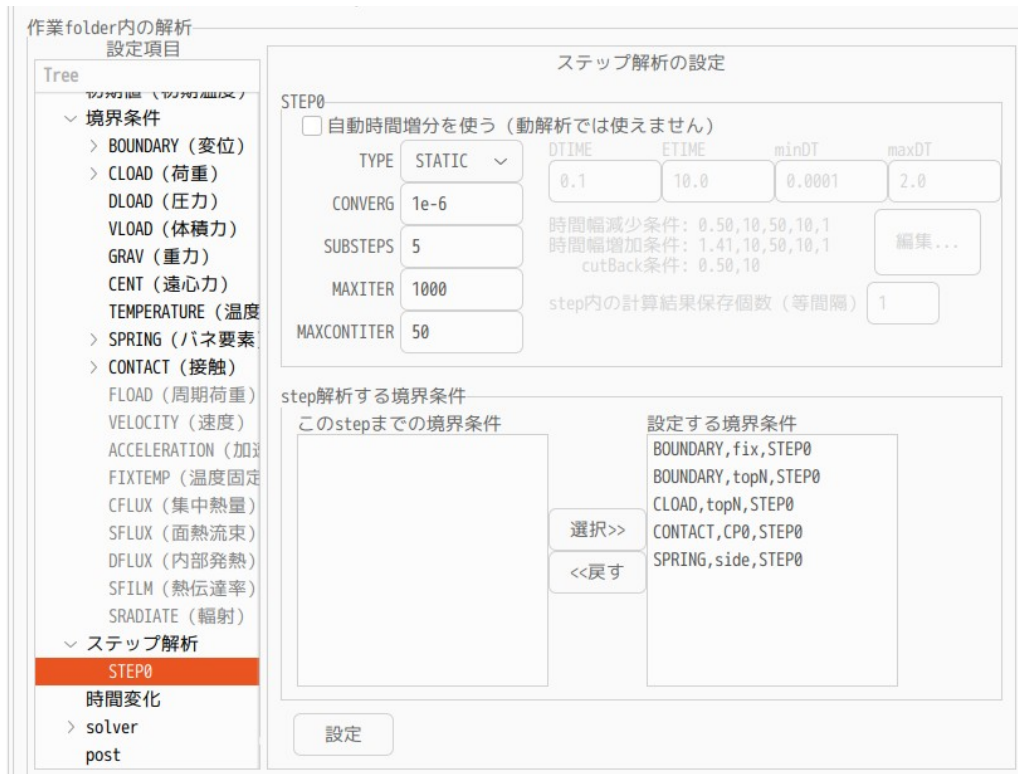 作業folder内の解析
設定項目
Tree
初期値（初期温度）
境界条件
BOUNDARY（変位）
CLOAD（荷重）
DLOAD（圧力）
VLOAD（体積力）
GRAV（重力）
CENT（遠心力）
TEMPERATURE（温度
SPRING（バネ要素）
CONTACT（接触）
FLOAD（周期荷重）
VELOCITY（速度）
ACCELERATION（加速
FIXTEMP（温度固定
CFLUX（集中熱量）
SFLUX（面熱流束）
DFLUX（内部発熱）
SFILM（熱伝達率）
SRADIATE（輻射）
ステップ解析
STEP0
時間変化
solver
post
ステップ解析の設定
STEP0
自動時間増分を使う（動解析では使えません）
TYPE STATIC
CONVERG 1e-6
SUBSTEPS 5
MAXITER 1000
MAXCONTITER 50
DTIME ETIME minDT maxDT
0.1 10.0 0.0001 2.0
時間幅減少条件: 0.50,10,50,10,1
時間幅増加条件: 1.41,10,50,10,1
cutBack条件: 0.50,10
編集...
step内の計算結果保存個数（等間隔） 1
step解析する境界条件
このstepまでの境界条件
設定する境界条件
BOUNDARY,fix,STEP0
BOUNDARY,topN,STEP0
CLOAD,topN,STEP0
CONTACT,CP0,STEP0
SPRING,side,STEP0
選択>>
<<戻す
設定